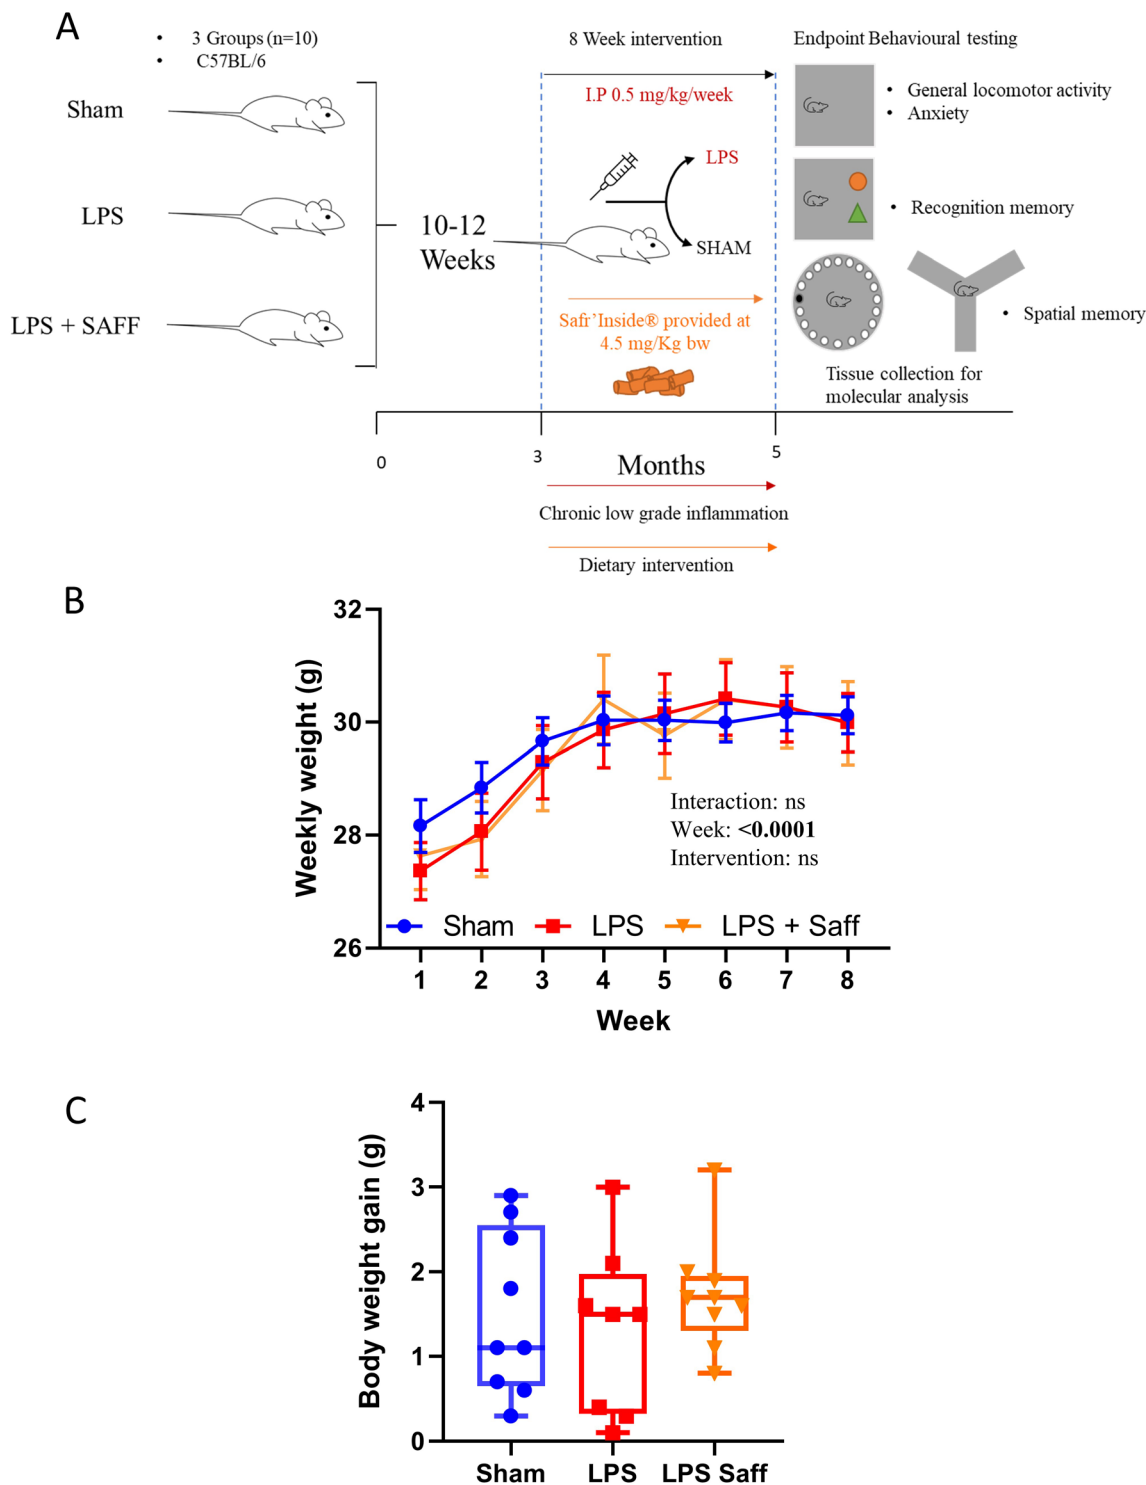 A
• 3 Groups (n=10)
• C57BL/6
8 Week intervention
Endpoint Behavioural testing
Sham
LPS
LPS + SAFF
10-12
Weeks
I.P 0.5 mg/kg/week
LPS
SHAM
Safr'Inside® provided at
4.5 mg/Kg bw
• General locomotor activity
• Anxiety
• Recognition memory
• Spatial memory
Tissue collection for
molecular analysis
0
3
5
Months
Chronic low grade inflammation
Dietary intervention
B
Weekly weight (g)
32
30
28
26
Interaction: ns
Week: <0.0001
Intervention: ns
Sham LPS LPS + Saff
1 2 3 4 5 6 7 8
Week
C
Body weight gain (g)
4
3
2
1
0
Sham LPS LPS Saff